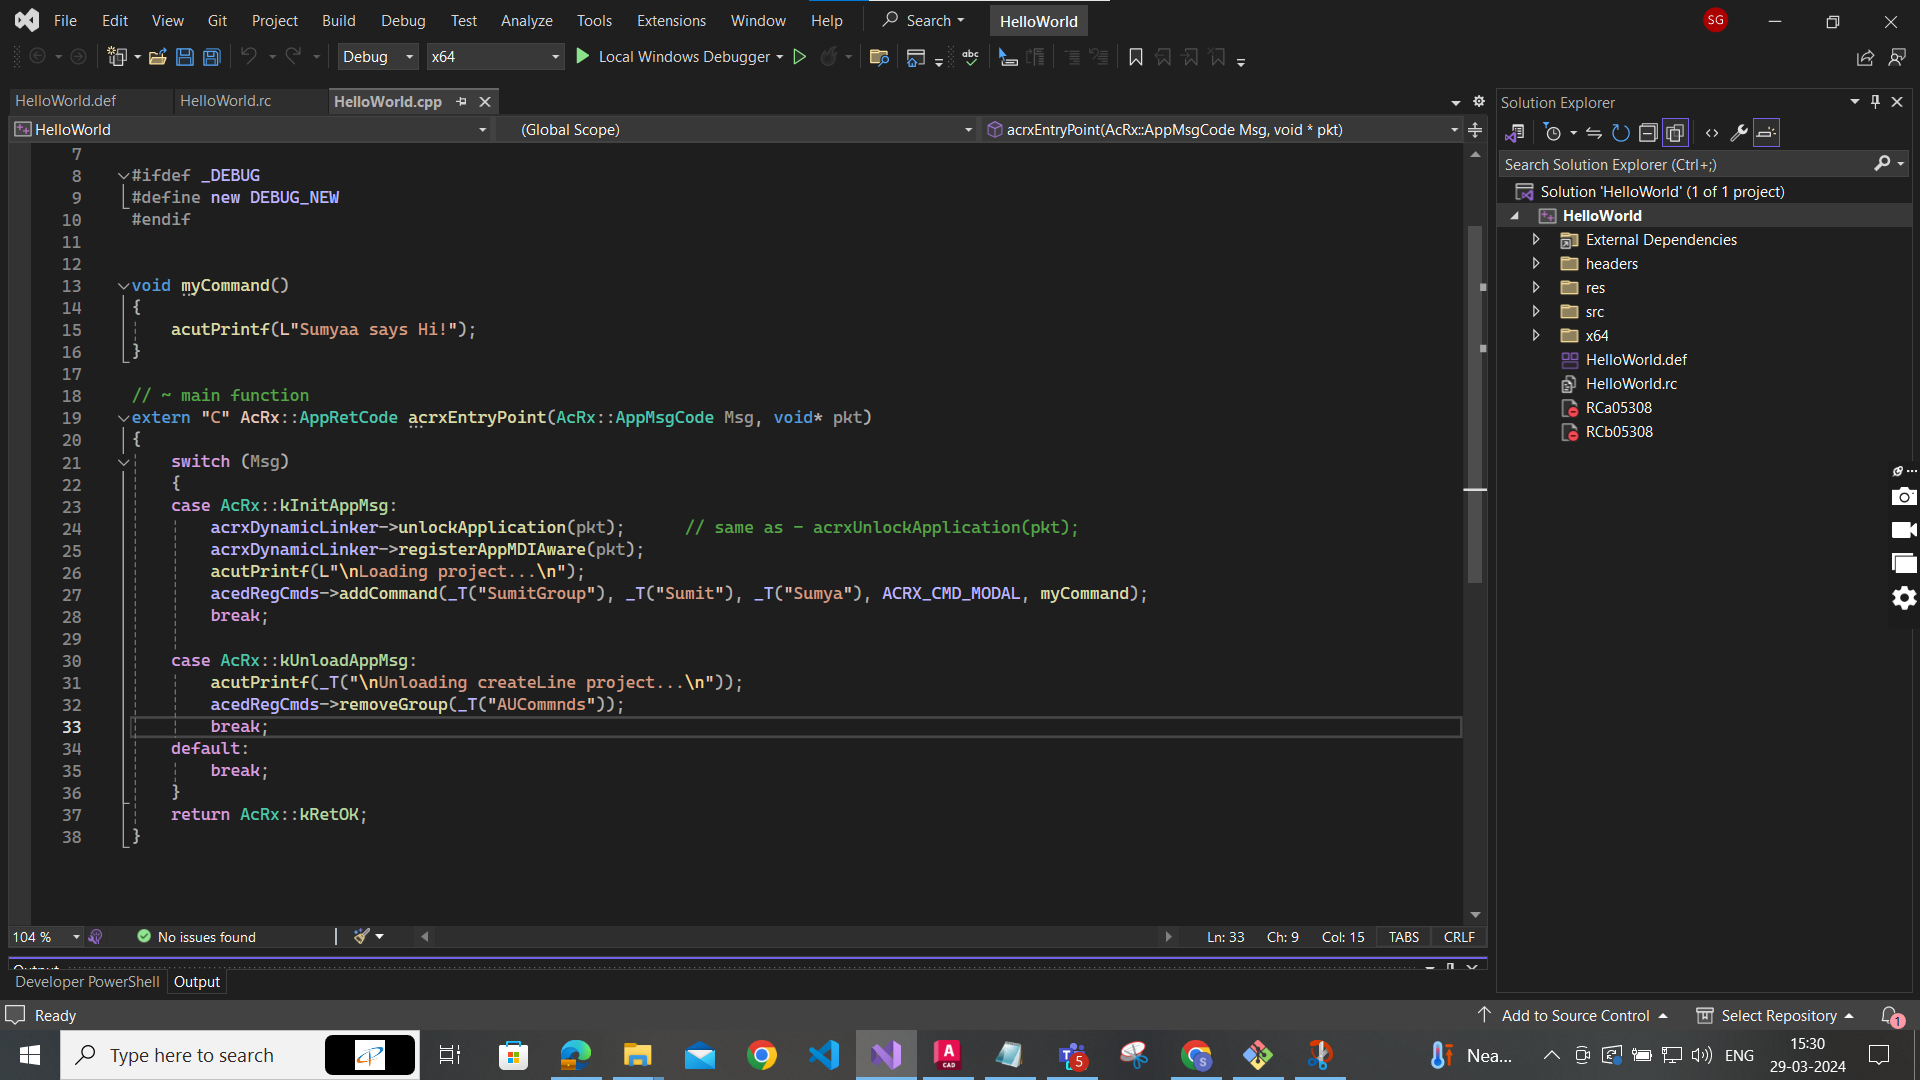 File Edit View Git Project Build Debug Test Analyze Tools Extensions Window Help Search HelloWorld SG
Debug x64 Local Windows Debugger abc
HelloWorld.def HelloWorld.rc HelloWorld.cpp
HelloWorld (Global Scope) acrxEntryPoint(AcRx::AppMsgCode Msg, void * pkt)
7
8 #ifdef _DEBUG
9 #define new DEBUG_NEW
10 #endif
11
12
13 void myCommand()
14 {
15 acutPrintf(L"Sumyaa says Hi!");
16 }
17
18 // ~ main function
19 extern "C" AcRx::AppRetCode acrxEntryPoint(AcRx::AppMsgCode Msg, void* pkt)
20 {
21 switch (Msg)
22 {
23 case AcRx::kInitAppMsg:
24 acrxDynamicLinker->unlockApplication(pkt); // same as - acrxUnlockApplication(pkt);
25 acrxDynamicLinker->registerAppMDIAware(pkt);
26 acutPrintf(L"\nLoading project...\n");
27 acedRegCmds->addCommand(_T("SumitGroup"), _T("Sumit"), _T("Sumya"), ACRX_CMD_MODAL, myCommand);
28 break;
29
30 case AcRx::kUnloadAppMsg:
31 acutPrintf(_T("\nUnloading createLine project...\n"));
32 acedRegCmds->removeGroup(_T("AUCommnds"));
33 break;
34 default:
35 break;
36 }
37 return AcRx::kRetOK;
38 }
104 % No issues found Ln: 33 Ch: 9 Col: 15 TABS CRLF
Output
Developer PowerShell Output
Solution Explorer
Search Solution Explorer (Ctrl+;)
Solution 'HelloWorld' (1 of 1 project)
HelloWorld
External Dependencies
headers
res
src
x64
HelloWorld.def
HelloWorld.rc
RCa05308
RCb05308
Ready Add to Source Control Select Repository 1
Type here to search A CAD 5 S Nea... ENG 15:30
29-03-2024